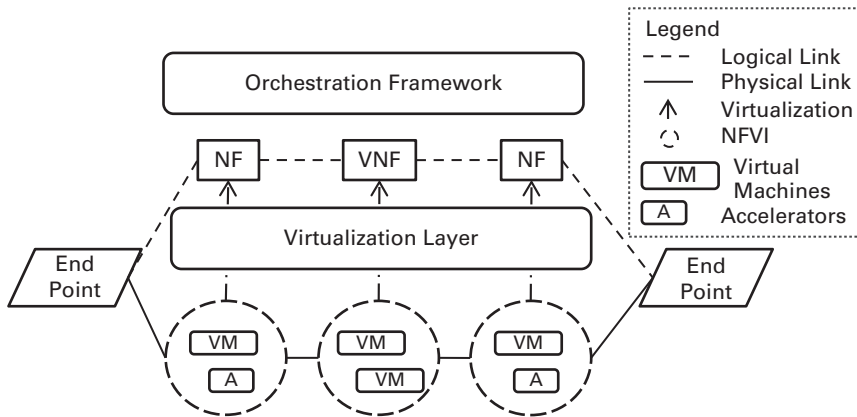 Legend
Logical Link
Physical Link
Virtualization
NFVI
VM Virtual Machines
A Accelerators
Orchestration Framework
NF VNF NF
Virtualization Layer
End Point
End Point
VM VM VM
A VM A